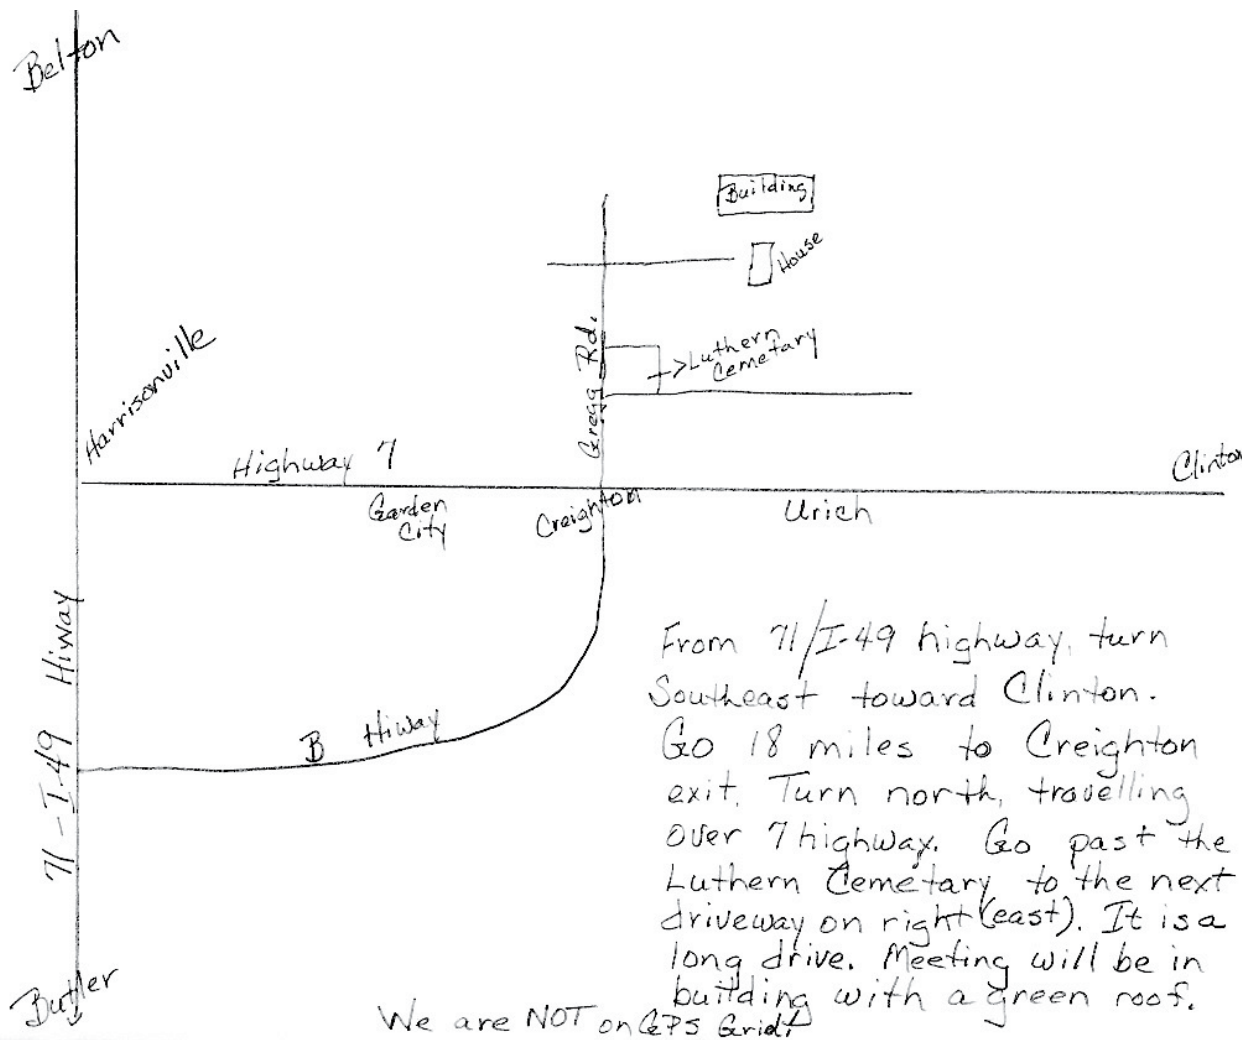 Belton
Building
House
Gregg Rd.
>Luthern
Cemetary
Harrisonville
Highway 7
Clinton
Garden
City
Creighton
Urich
71-I-49 Hiway
B Hiway
From 71/I-49 highway, turn
Southeast toward Clinton.
Go 18 miles to Creighton
exit. Turn north, travelling
over 7 highway. Go past the
Luthern Cemetary to the next
driveway on right (east). It is a
long drive. Meeting will be in
building with a green roof.
Butler
We are NOT on GPS Grid!